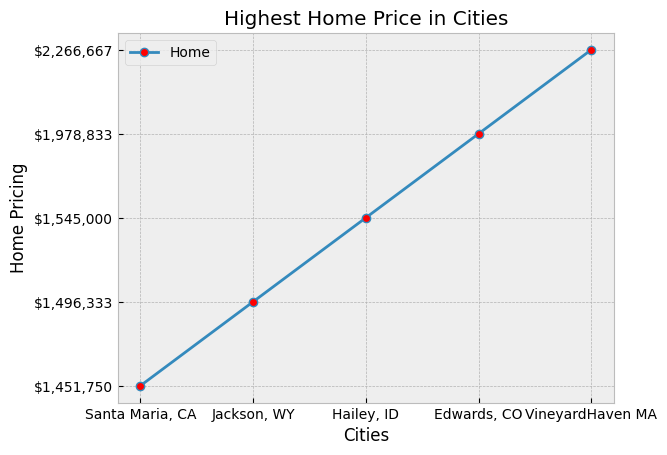 Highest Home Price in Cities
Home
Home Pricing
$2,266,667
$1,978,833
$1,545,000
$1,496,333
$1,451,750
Santa Maria, CA
Jackson, WY
Hailey, ID
Edwards, CO
VineyardHaven MA
Cities